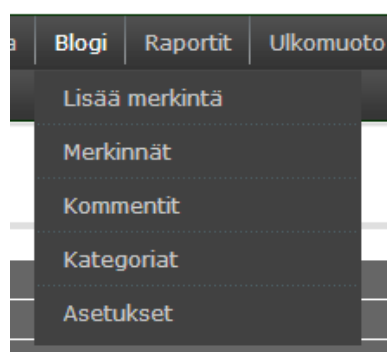 Blogi Raportit Ulkomuoto
Lisää merkintä
Merkinnät
Kommentit
Kategoriat
Asetukset